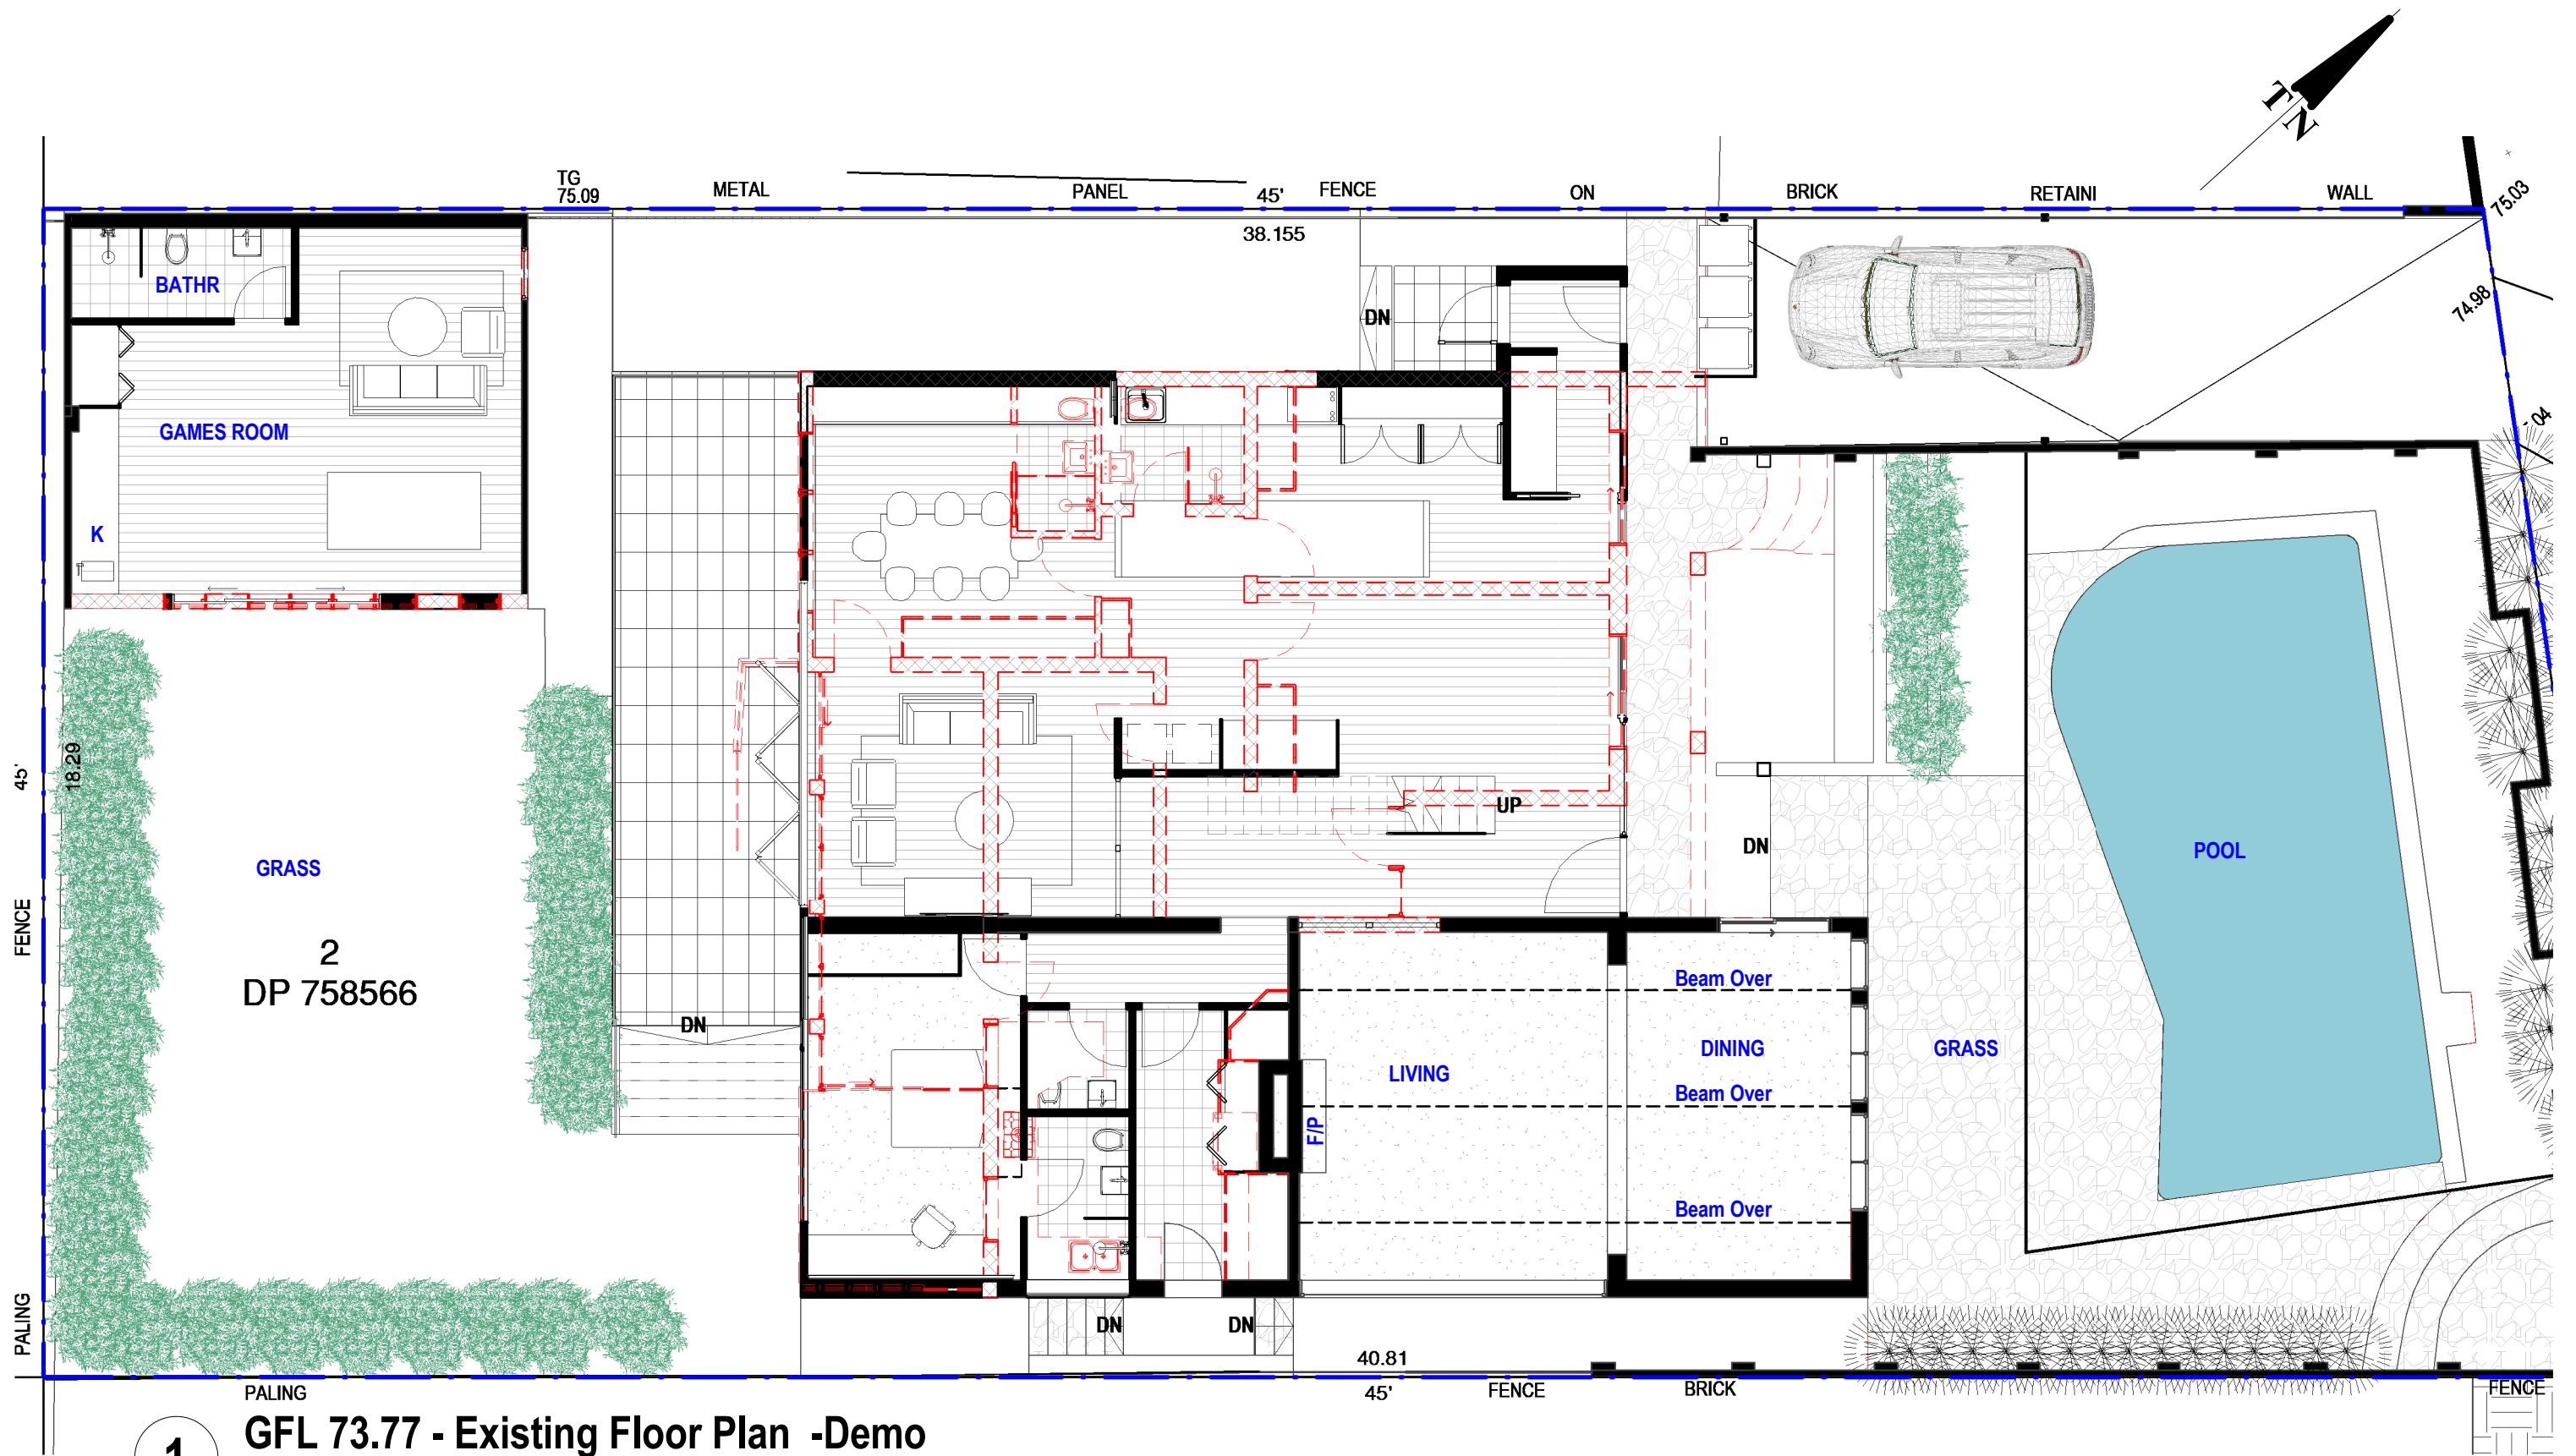 T N
TG
75.09
METAL
PANEL
45'
FENCE
ON
BRICK
RETAINI
WALL
75.03
38.155
74.98
BATHR
DN
GAMES ROOM
K
UP
45'
18.29
FENCE
GRASS
2
DP 758566
DN
PALING
DN
POOL
Beam Over
DINING
GRASS
LIVING
Beam Over
F/P
Beam Over
DN
DN
40.81
PALING
45'
FENCE
BRICK
FENCE
1
GFL 73.77 - Existing Floor Plan -Demo